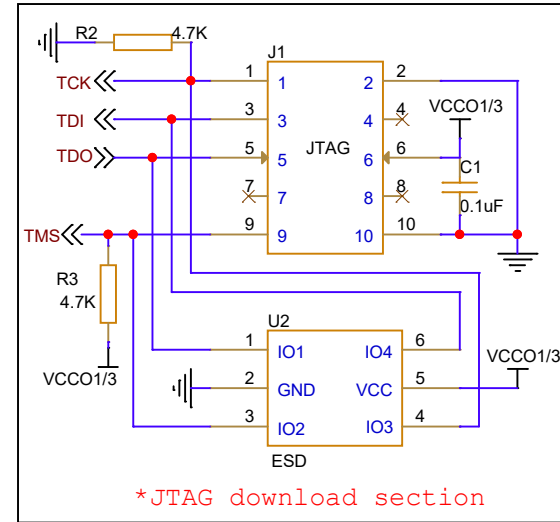 R2 4.7K
J1
TCK 1 1 2 2
TDI 3 3 4 4 VCCO1/3
TDO 5 5 JTAG 6 6
7 7 8 8 C1
0.1uF
TMS 9 9 10 10
R3
4.7K
U2
1 IO1 IO4 6
VCCO1/3 2 GND VCC 5 VCCO1/3
3 IO2 IO3 4
ESD
*JTAG download section